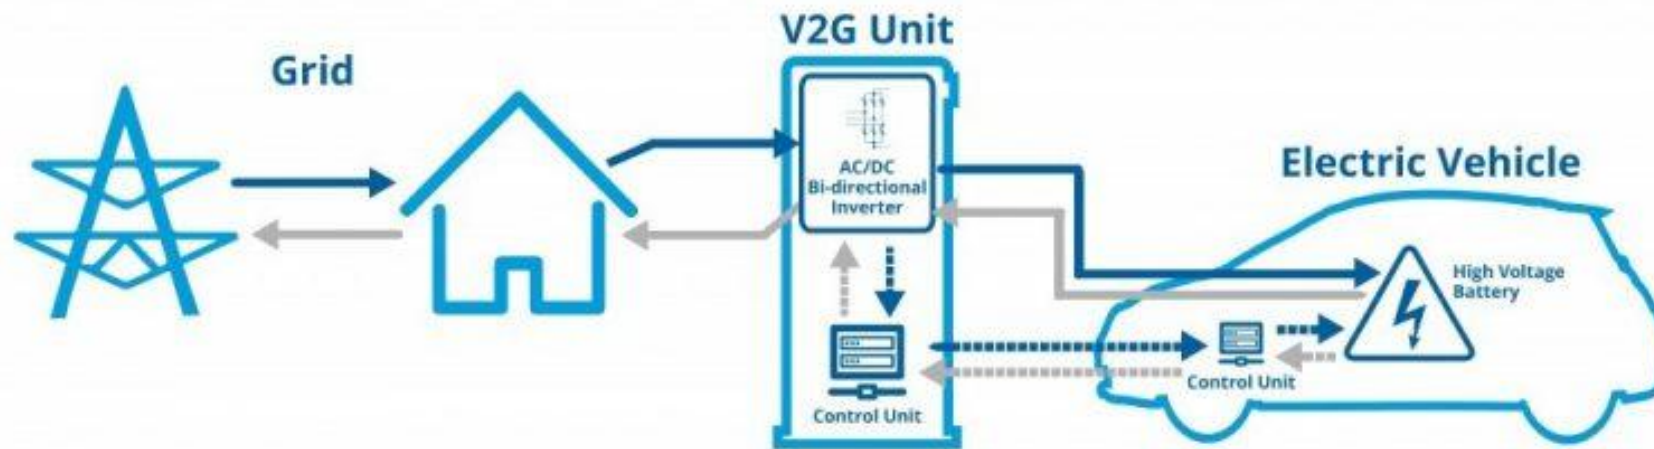 V2G Unit
Grid
AC/DC
Bi-directional
Inverter
Electric Vehicle
High Voltage
Battery
Control Unit
Control Unit